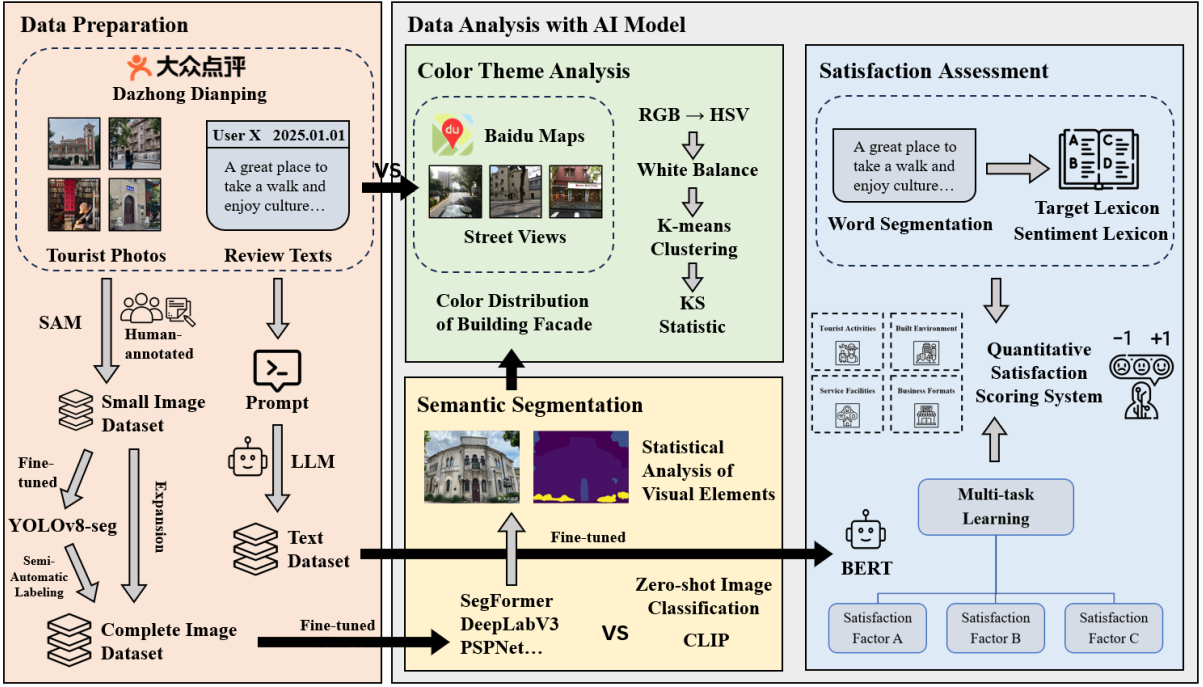 Data Preparation
大众点评
Dazhong Dianping
User X 2025.01.01
A great place to
take a walk and
enjoy culture…
Tourist Photos
Review Texts
SAM
Human-
annotated
Small Image
Dataset
Fine-
tuned
YOLOv8-seg
Semi-
Automatic
Labeling
Expansion
Complete Image
Dataset
Prompt
LLM
Text
Dataset
VS
Fine-tuned
Data Analysis with AI Model
Color Theme Analysis
du
Baidu Maps
Street Views
Color Distribution
of Building Facade
RGB → HSV
White Balance
K-means
Clustering
KS
Statistic
Semantic Segmentation
Statistical
Analysis of
Visual Elements
Fine-tuned
SegFormer
DeepLabV3
PSPNet…
VS
Zero-shot Image
Classification
CLIP
Satisfaction Assessment
A great place to
take a walk and
enjoy culture…
Word Segmentation
A C
B D
Target Lexicon
Sentiment Lexicon
Tourist Activities
Built Environment
Service Facilities
Business Formats
Quantitative
Satisfaction
Scoring System
−1 +1
BERT
Multi-task
Learning
Satisfaction
Factor A
Satisfaction
Factor B
Satisfaction
Factor C